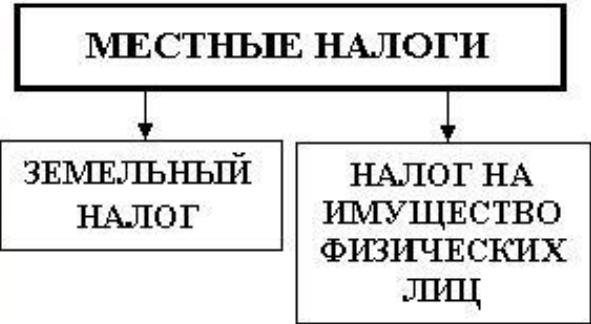 МЕСТНЫЕ НАЛОГИ
ЗЕМЕЛЬНЫЙ
НАЛОГ
НАЛОГ НА
ИМУЩЕСТВО
ФИЗИЧЕСКИХ
ЛИЦ